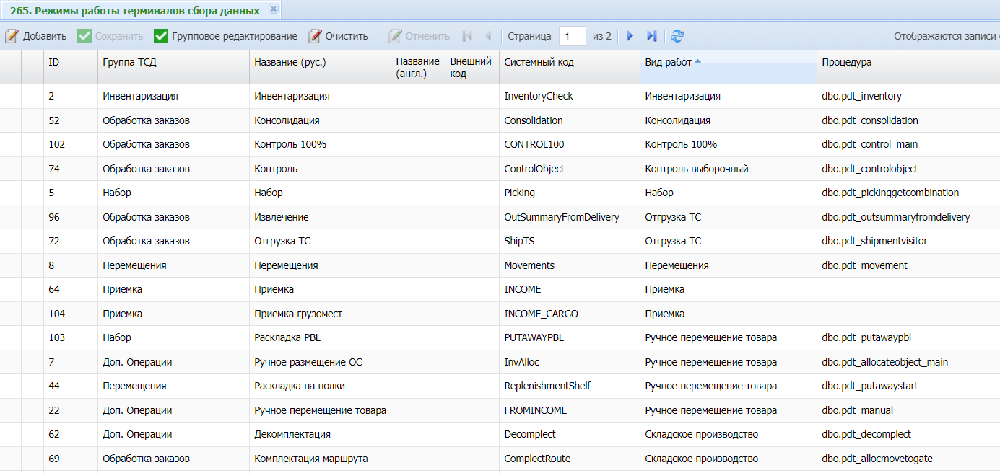 265. Режимы работы терминалов сбора данных
Добавить Сохранить Групповое редактирование Очистить Отменить Страница 1 из 2 Отображаются записи
ID Группа ТСД Название (рус.) Название (англ.) Внешний код Системный код Вид работ Процедура
2 Инвентаризация Инвентаризация InventoryCheck Инвентаризация dbo.pdt_inventory
52 Обработка заказов Консолидация Consolidation Консолидация dbo.pdt_consolidation
102 Обработка заказов Контроль 100% CONTROL100 Контроль 100% dbo.pdt_control_main
74 Обработка заказов Контроль ControlObject Контроль выборочный dbo.pdt_controlobject
5 Набор Набор Picking Набор dbo.pdt_pickinggetcombination
96 Обработка заказов Извлечение OutSummaryFromDelivery Отгрузка ТС dbo.pdt_outsummaryfromdelivery
72 Обработка заказов Отгрузка ТС ShipTS Отгрузка ТС dbo.pdt_shipmentvisitor
8 Перемещения Перемещения Movements Перемещения dbo.pdt_movement
64 Приемка Приемка INCOME Приемка
104 Приемка Приемка грузомест INCOME_CARGO Приемка
103 Набор Раскладка PBL PUTAWAYPBL Ручное перемещение товара dbo.pdt_putawaypbl
7 Доп. Операции Ручное размещение ОС InvAlloc Ручное перемещение товара dbo.pdt_allocateobject_main
44 Перемещения Раскладка на полки ReplenishmentShelf Ручное перемещение товара dbo.pdt_putawaystart
22 Доп. Операции Ручное перемещение товара FROMINCOME Ручное перемещение товара dbo.pdt_manual
62 Доп. Операции Декомплектация Decomplect Складское производство dbo.pdt_decomplect
69 Обработка заказов Комплектация маршрута ComplectRoute Складское производство dbo.pdt_allocmovetogate